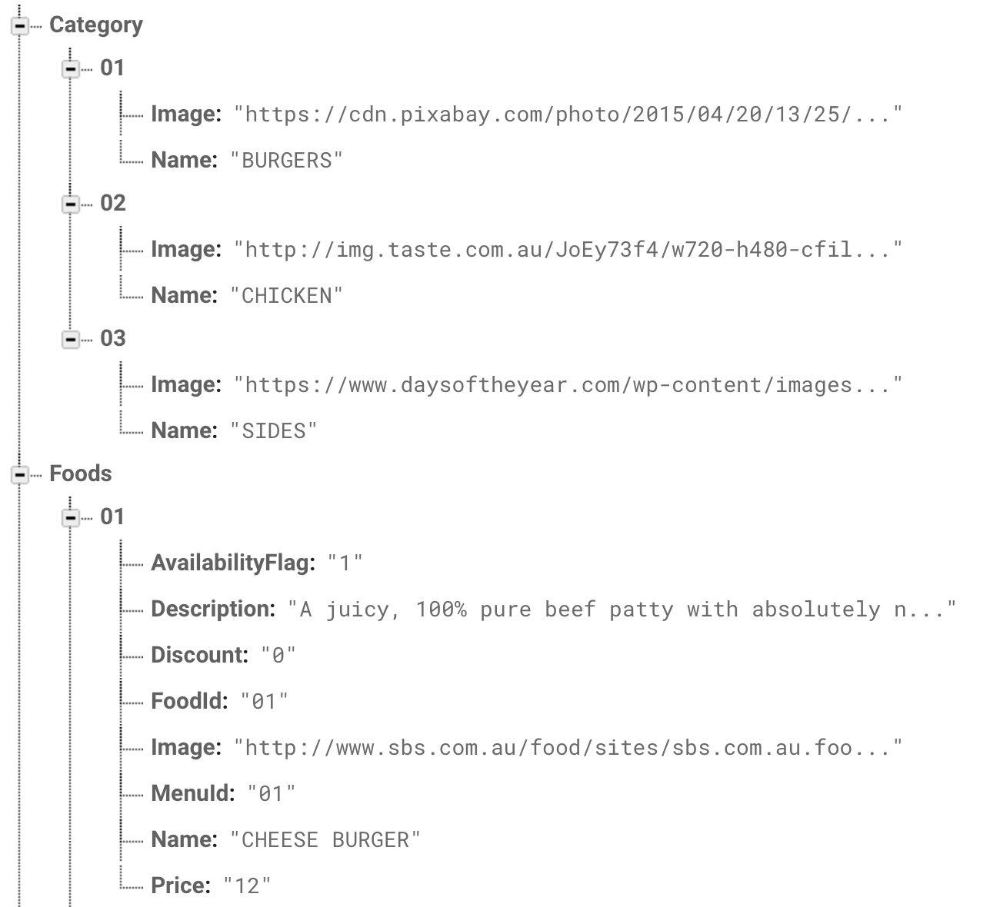 Category
01
Image: "https://cdn.pixabay.com/photo/2015/04/20/13/25/..."
Name: "BURGERS"
02
Image: "http://img.taste.com.au/JoEy73f4/w720-h480-cfil..."
Name: "CHICKEN"
03
Image: "https://www.daysoftheyear.com/wp-content/images..."
Name: "SIDES"
Foods
01
AvailabilityFlag: "1"
Description: "A juicy, 100% pure beef patty with absolutely n..."
Discount: "0"
FoodId: "01"
Image: "http://www.sbs.com.au/food/sites/sbs.com.au.foo..."
MenuId: "01"
Name: "CHEESE BURGER"
Price: "12"